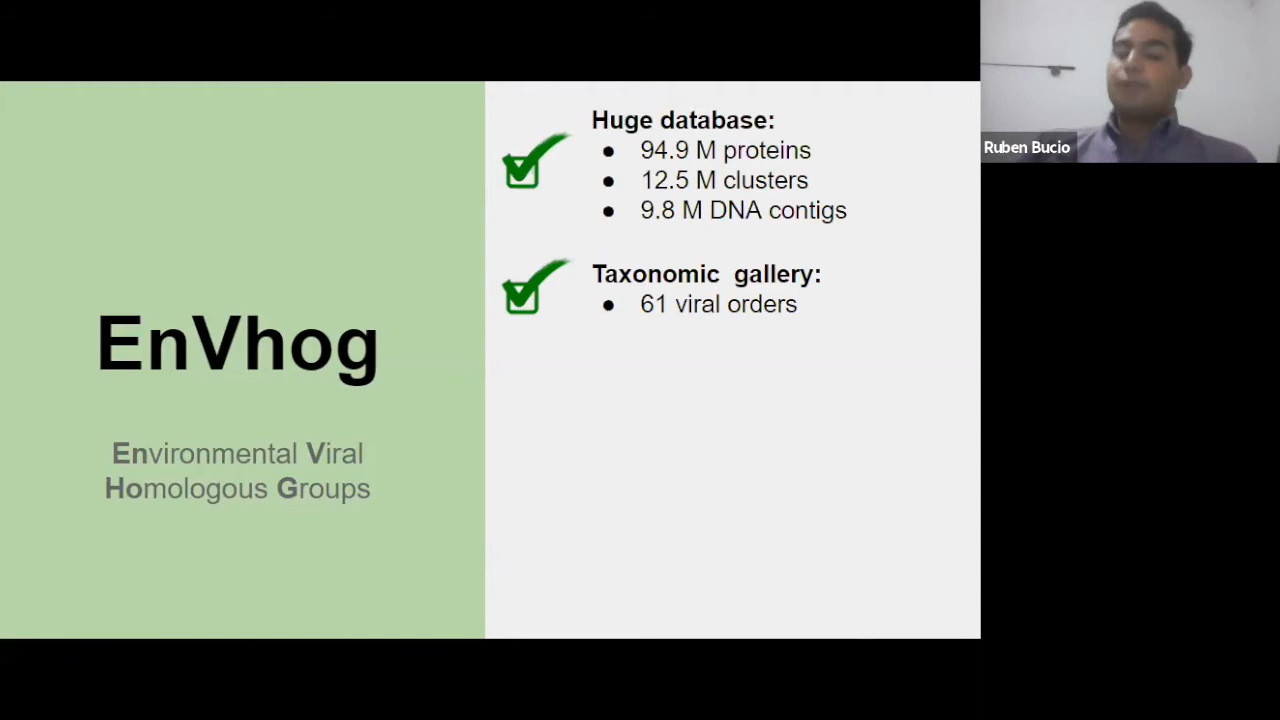 EnVhog
Environmental Viral
Homologous Groups
Huge database:
● 94.9 M proteins
● 12.5 M clusters
● 9.8 M DNA contigs
Taxonomic gallery:
● 61 viral orders
Ruben Bucio